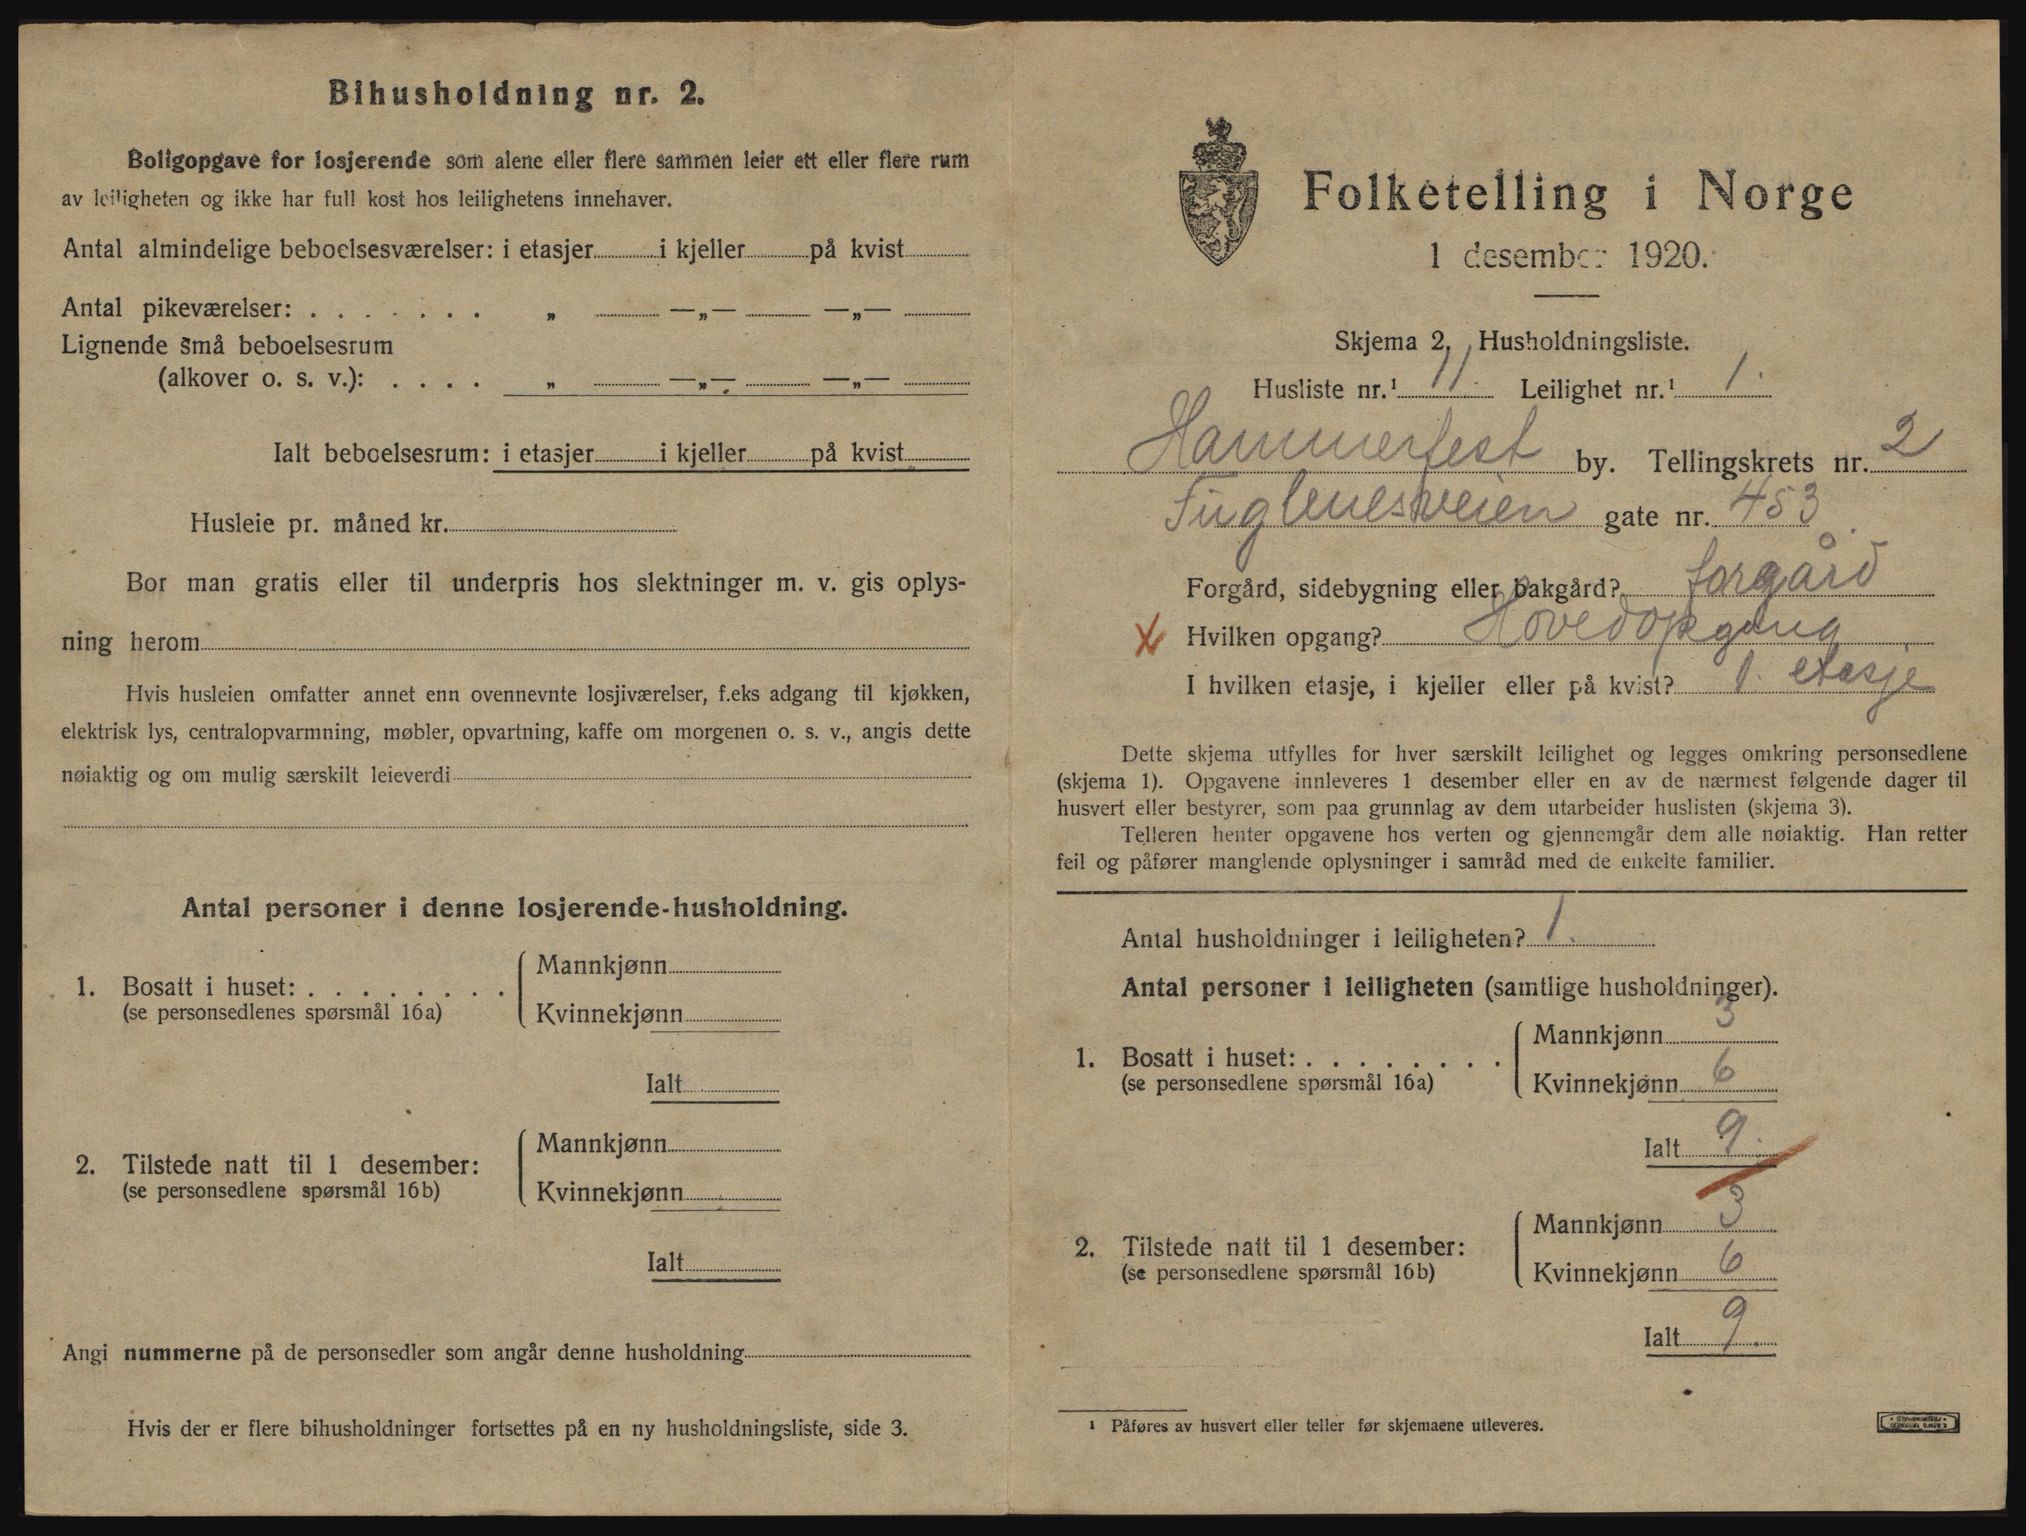 Bihusholdning nr. 2.
Boligopgave for losjerende som alene eller flere sammen leier ett eller flere rum
av leiligheten og ikke har full kost hos leilighetens innehaver.
Antal almindelige beboelsesværelser: i etasjer i kjeller på kvist
Antal pikeværelser: . . . . . . . „ —„— —„—
Lignende små beboelsesrum
(alkover o. s. v.): . . . . „ —„— —„—
Ialt beboelsesrum: i etasjer i kjeller på kvist
Husleie pr. måned kr.
Bor man gratis eller til underpris hos slektninger m. v. gis oplys-
ning herom
Hvis husleien omfatter annet enn ovennevnte losjiværelser, f.eks adgang til kjøkken,
elektrisk lys, centralopvarmning, møbler, opvartning, kaffe om morgenen o. s. v., angis dette
nøiaktig og om mulig særskilt leieverdi
Antal personer i denne losjerende-husholdning.
1. Bosatt i huset: . . . . . . . .
(se personsedlenes spørsmål 16a)
Mannkjønn
Kvinnekjønn
Ialt
2. Tilstede natt til 1 desember:
(se personsedlene spørsmål 16b)
Mannkjønn
Kvinnekjønn
Ialt
Angi nummerne på de personsedler som angår denne husholdning
Hvis der er flere bihusholdninger fortsettes på en ny husholdningsliste, side 3.
Folketelling i Norge
1 desember 1920.
Skjema 2. Husholdningsliste.
Husliste nr.¹ 11. Leilighet nr.¹ 1.
Hammerfest by. Tellingskrets nr. 2
Fuglenesveien gate nr. 453.
Forgård, sidebygning eller bakgård? forgård
Hvilken opgang? Hovedopgang
I hvilken etasje, i kjeller eller på kvist? 1. etasje
Dette skjema utfylles for hver særskilt leilighet og legges omkring personsedlene
(skjema 1). Opgavene innleveres 1 desember eller en av de nærmest følgende dager til
husvert eller bestyrer, som paa grunnlag av dem utarbeider huslisten (skjema 3).
Telleren henter opgavene hos verten og gjennemgår dem alle nøiaktig. Han retter
feil og påfører manglende oplysninger i samråd med de enkelte familier.
Antal husholdninger i leiligheten? 1.
Antal personer i leiligheten (samtlige husholdninger).
1. Bosatt i huset: . . . . . . . .
(se personsedlene spørsmål 16a)
Mannkjønn 3
Kvinnekjønn 6
Ialt 9.
2. Tilstede natt til 1 desember:
(se personsedlene spørsmål 16b)
Mannkjønn 3
Kvinnekjønn 6
Ialt 9.
¹ Påføres av husvert eller teller før skjemaene utleveres.